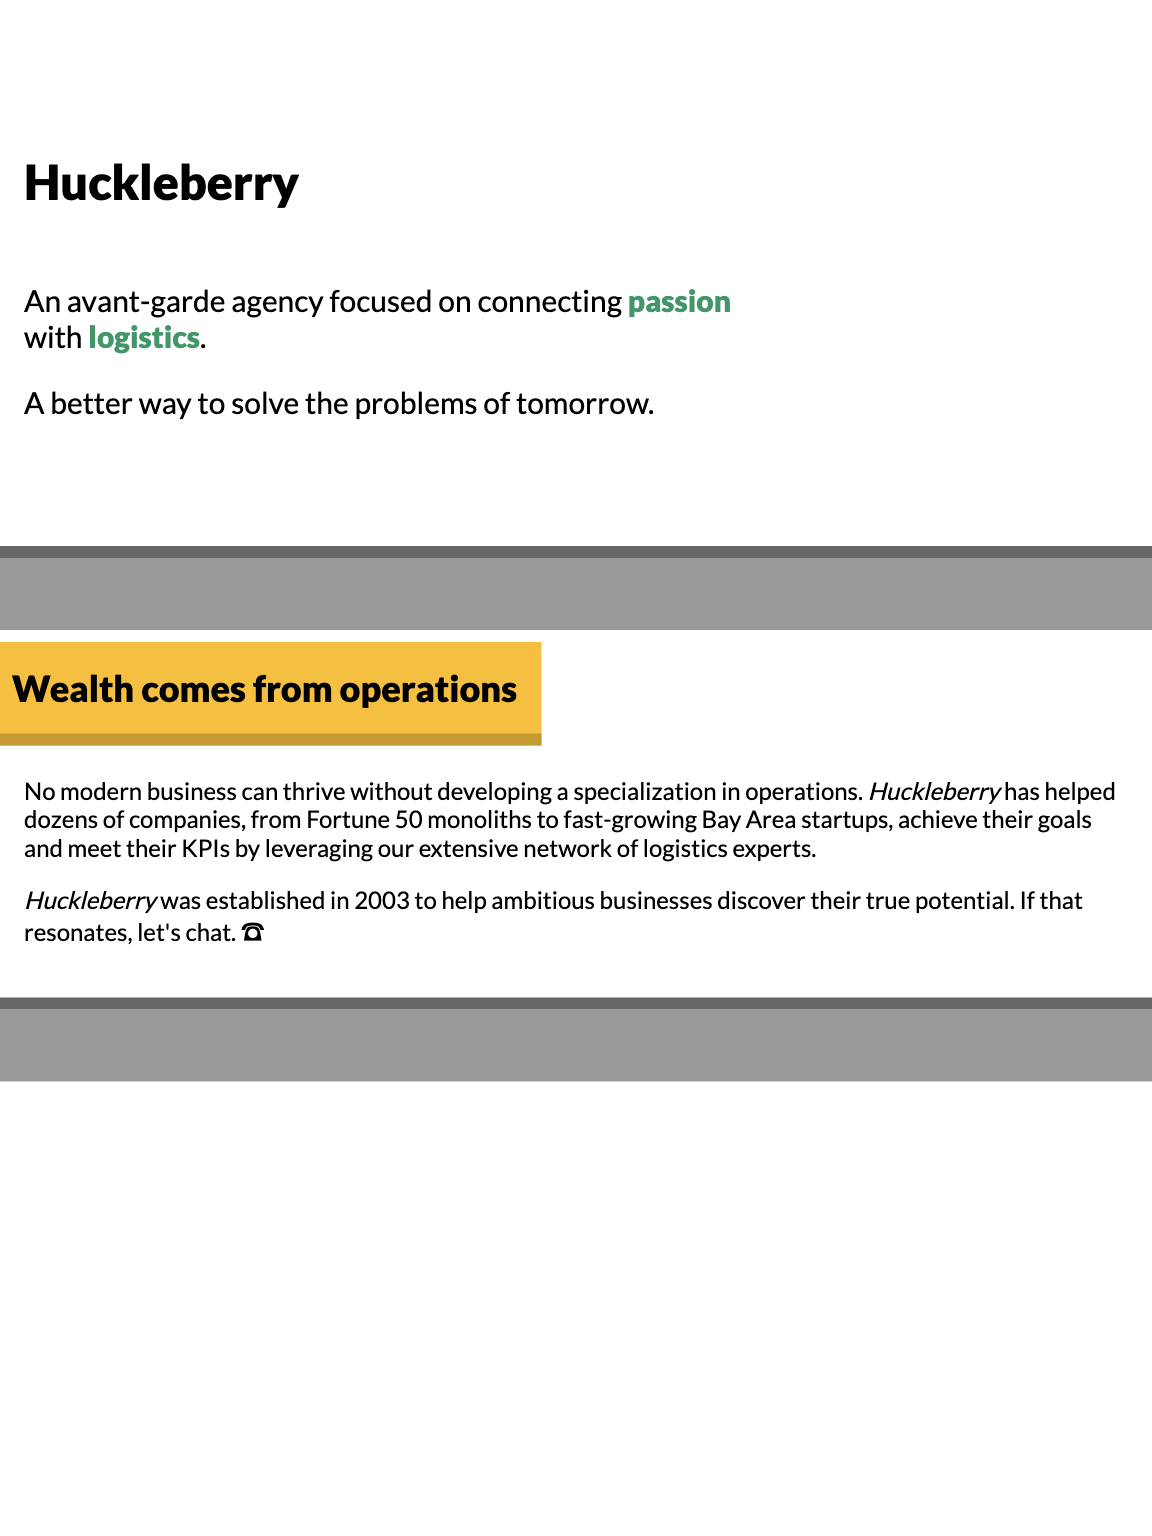 Huckleberry
An avant-garde agency focused on connecting passion
with logistics.
A better way to solve the problems of tomorrow.
Wealth comes from operations
No modern business can thrive without developing a specialization in operations. Huckleberry has helped
dozens of companies, from Fortune 50 monoliths to fast-growing Bay Area startups, achieve their goals
and meet their KPIs by leveraging our extensive network of logistics experts.
Huckleberry was established in 2003 to help ambitious businesses discover their true potential. If that
resonates, let's chat. ☎